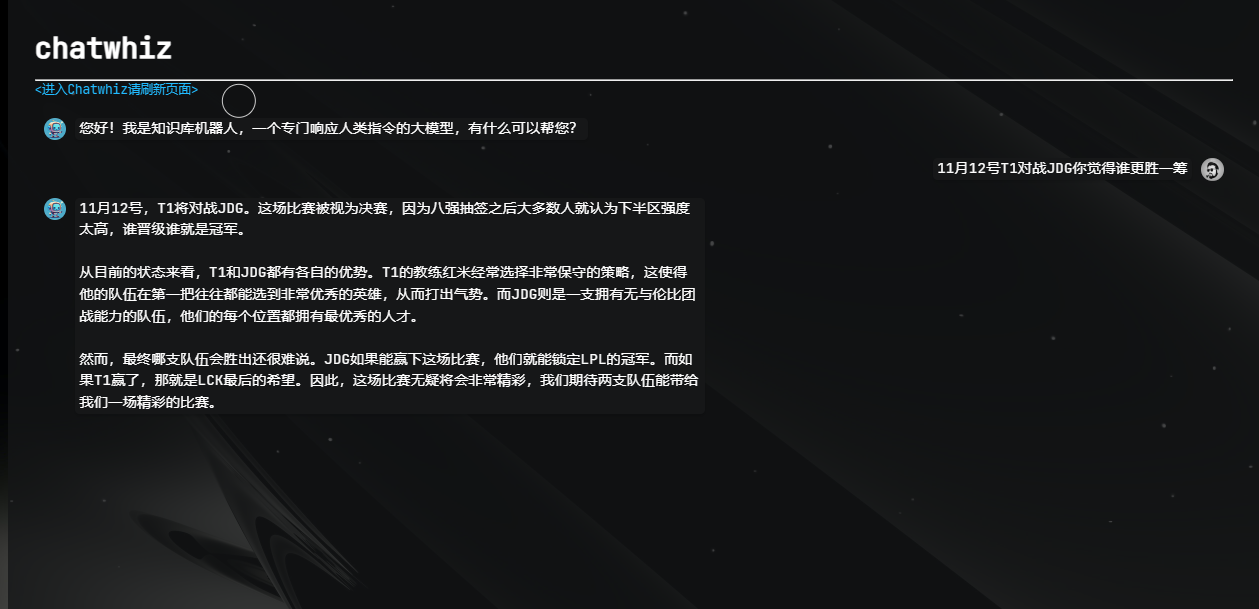 chatwhiz
<进入Chatwhiz请刷新页面>
您好！我是知识库机器人，一个专门响应人类指令的大模型，有什么可以帮您？
11月12号T1对战JDG你觉得谁更胜一筹
11月12号，T1将对战JDG。这场比赛被视为决赛，因为八强抽签之后大多数人就认为下半区强度
太高，谁晋级谁就是冠军。
从目前的状态来看，T1和JDG都有各自的优势。T1的教练红米经常选择非常保守的策略，这使得
他的队伍在第一把往往都能选到非常优秀的英雄，从而打出气势。而JDG则是一支拥有无与伦比团
战能力的队伍，他们的每个位置都拥有最优秀的人才。
然而，最终哪支队伍会胜出还很难说。JDG如果能赢下这场比赛，他们就能锁定LPL的冠军。而如
果T1赢了，那就是LCK最后的希望。因此，这场比赛无疑将会非常精彩，我们期待两支队伍能带给
我们一场精彩的比赛。